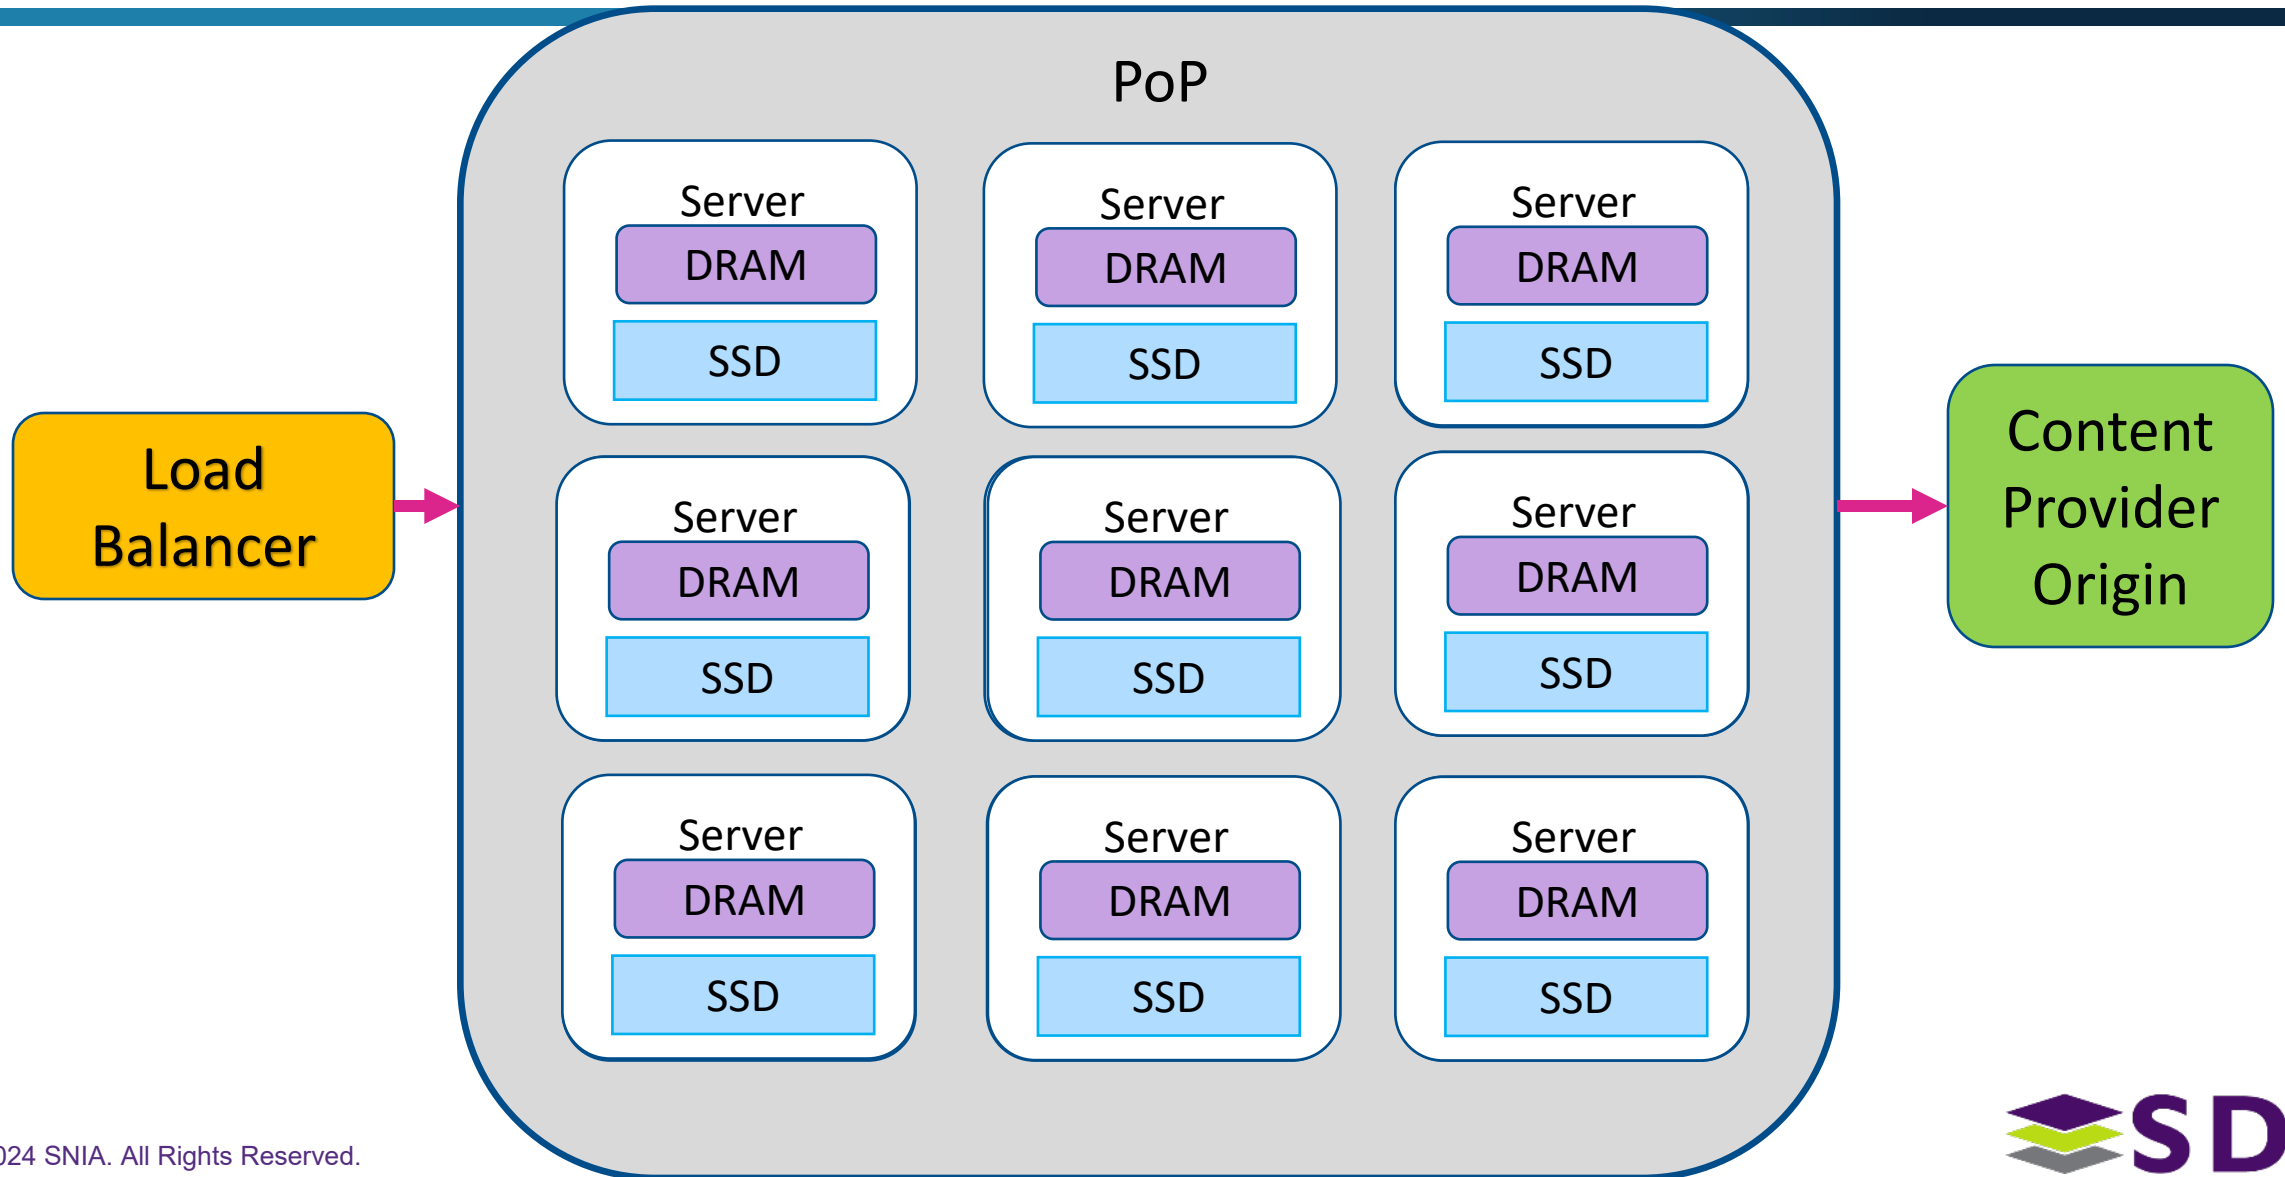 PoP
Server
DRAM
SSD
Server
DRAM
SSD
Server
DRAM
SSD
Load
Balancer
Server
DRAM
SSD
Server
DRAM
SSD
Server
DRAM
SSD
Content
Provider
Origin
Server
DRAM
SSD
Server
DRAM
SSD
Server
DRAM
SSD
024 SNIA. All Rights Reserved.
SD